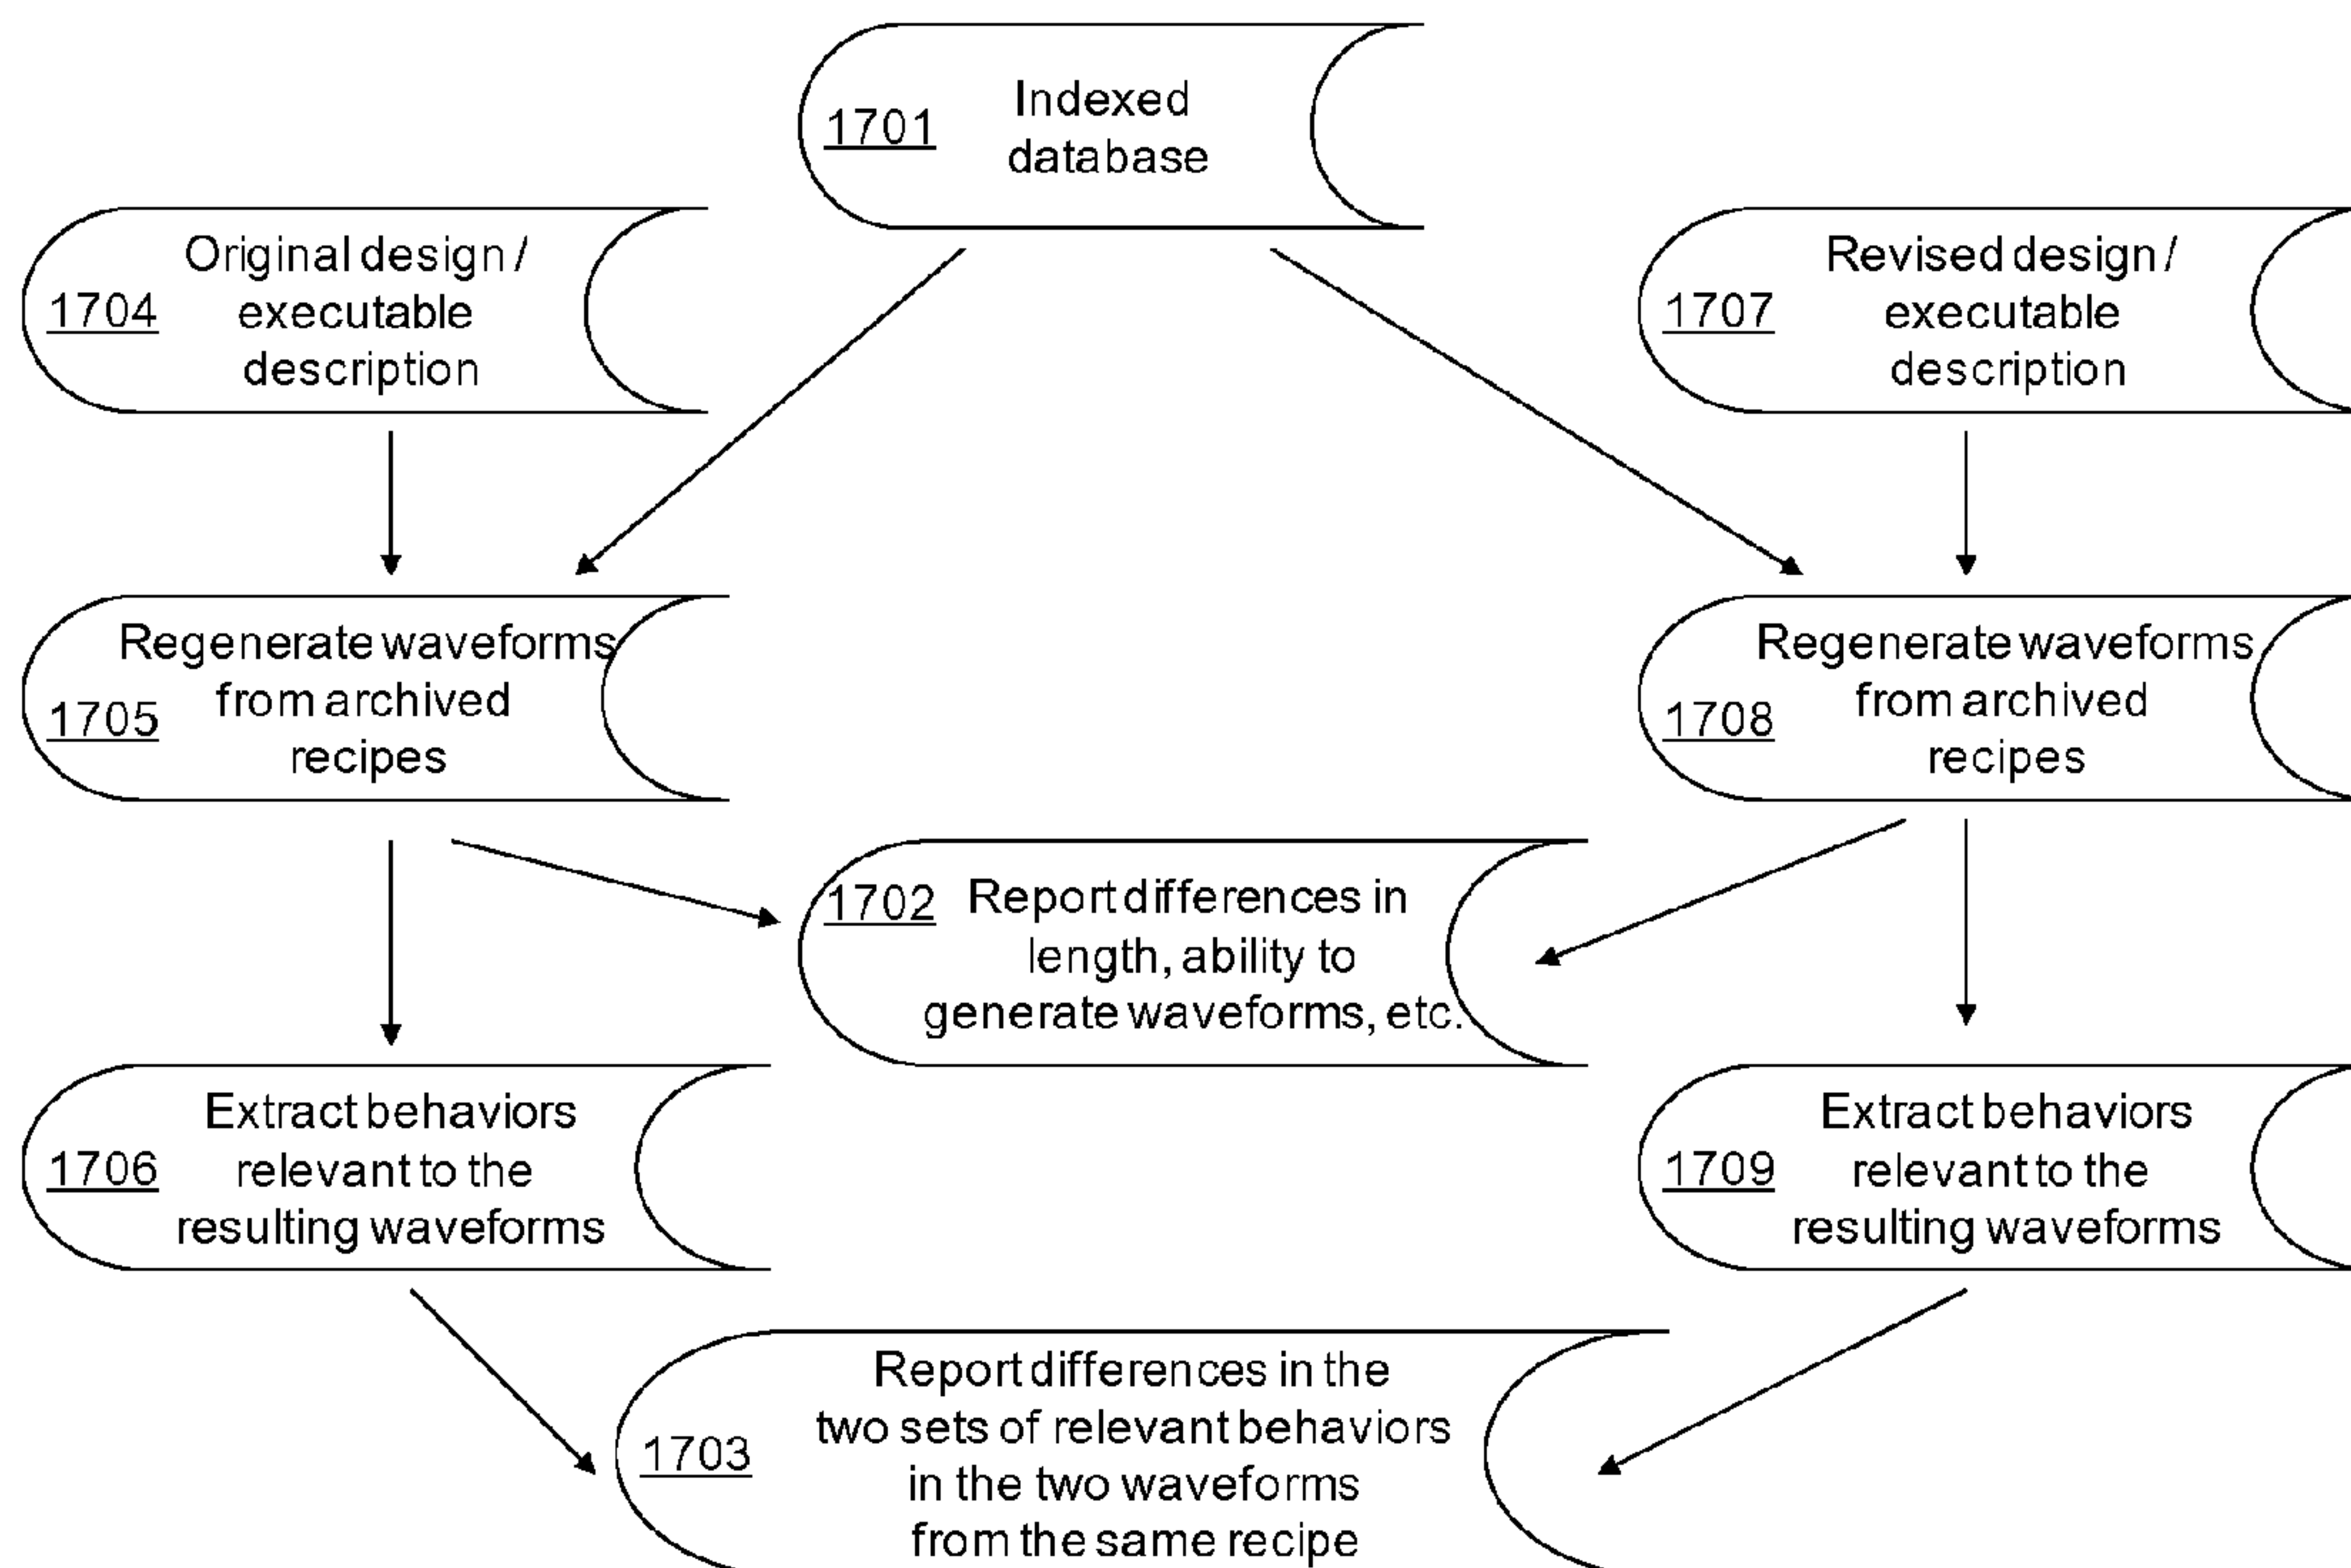 Indexed
1701
database
Original design /
1704
executable
description
Revised design /
1707
executable
description
Regenerate waveforms
from archived
1705
recipes
Regenerate waveforms
from archived
1708
recipes
1702
Report differences in
length, ability to
generate waveforms, etc.
Extract behaviors
1706
relevant to the
resulting waveforms
Extract behaviors
1709
relevant to the
resulting waveforms
Report differences in the
two sets of relevant behaviors
1703
in the two waveforms
from the same recipe